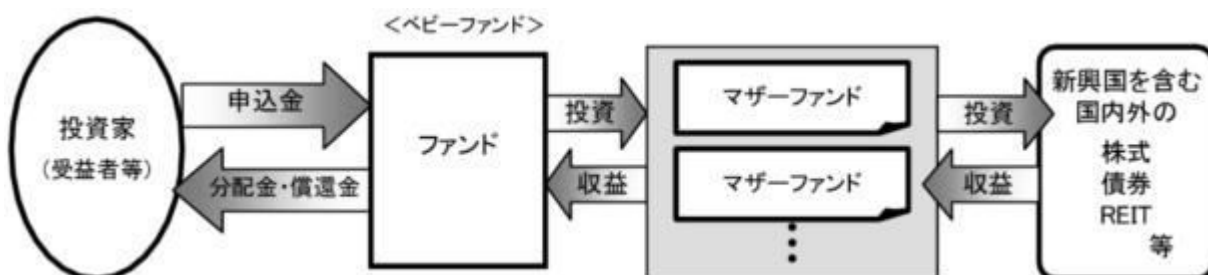 <ベビーファンド>
投資家
(受益者等)
申込金
分配金・償還金
ファンド
投資
収益
マザーファンド
マザーファンド
投資
収益
新興国を含む
国内外の
株式
債券
REIT
等